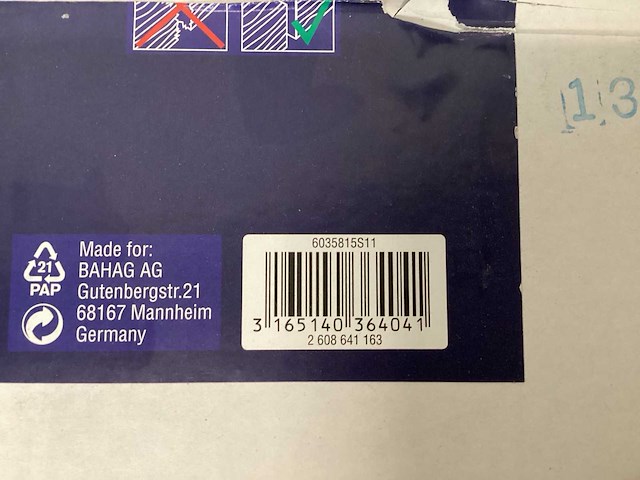 13
21
PAP
Made for:
BAHAG AG
Gutenbergstr.21
68167 Mannheim
Germany
6035815S11
3 165140 364041
2 608 641 163